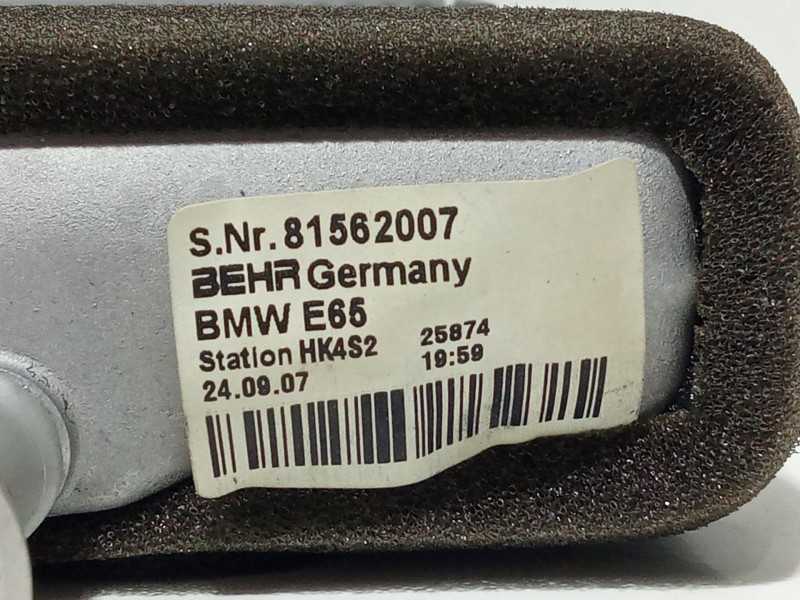 S.Nr. 81562007
BEHR Germany
BMW E65
Station HK4S2 25874
24.09.07 19:59